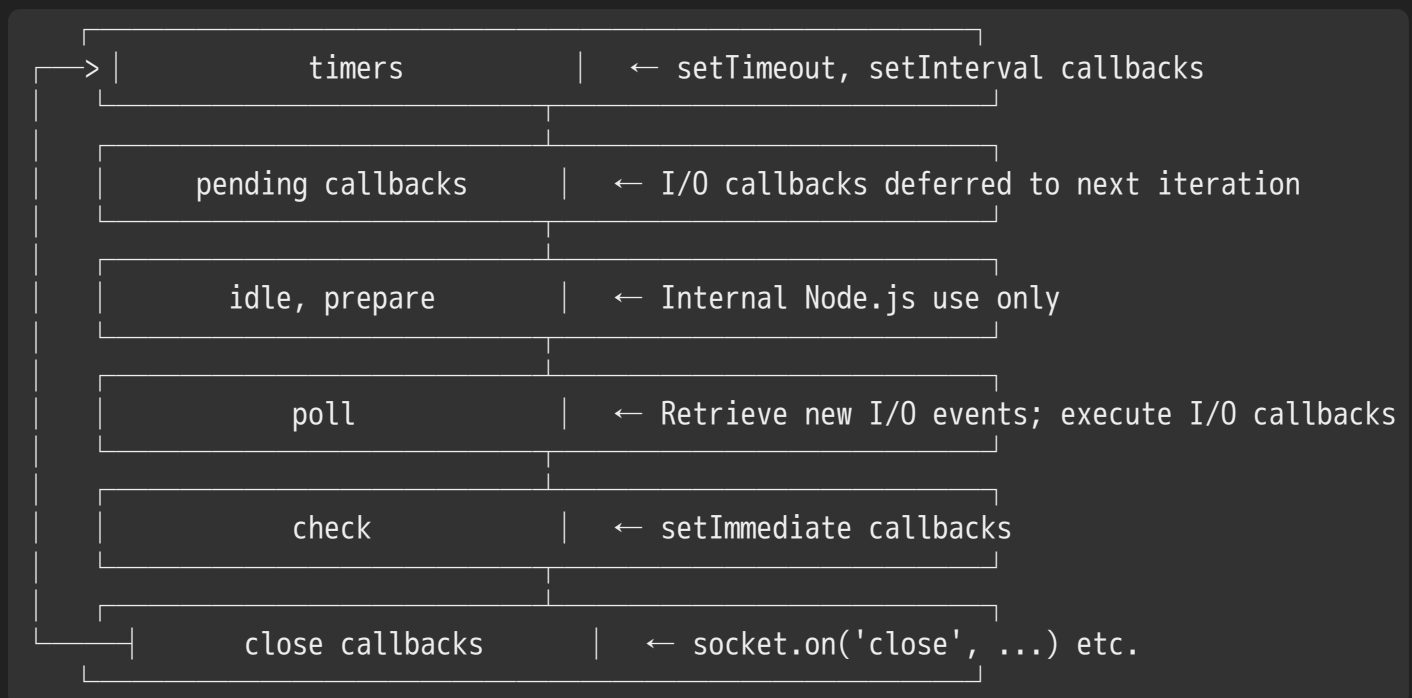 timers ← setTimeout, setInterval callbacks
pending callbacks ← I/O callbacks deferred to next iteration
idle, prepare ← Internal Node.js use only
poll ← Retrieve new I/O events; execute I/O callbacks
check ← setImmediate callbacks
close callbacks ← socket.on('close', ...) etc.